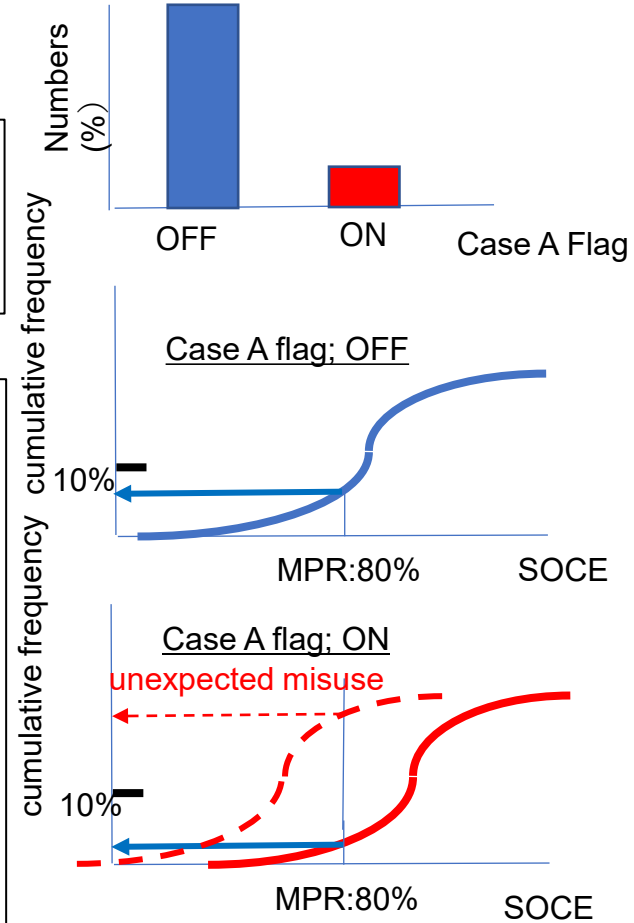 Numbers
(%)
OFF
ON
Case A Flag
cumulative frequency
Case A flag; OFF
10%
MPR:80%
SOCE
cumulative frequency
Case A flag; ON
unexpected misuse
10%
MPR:80%
SOCE